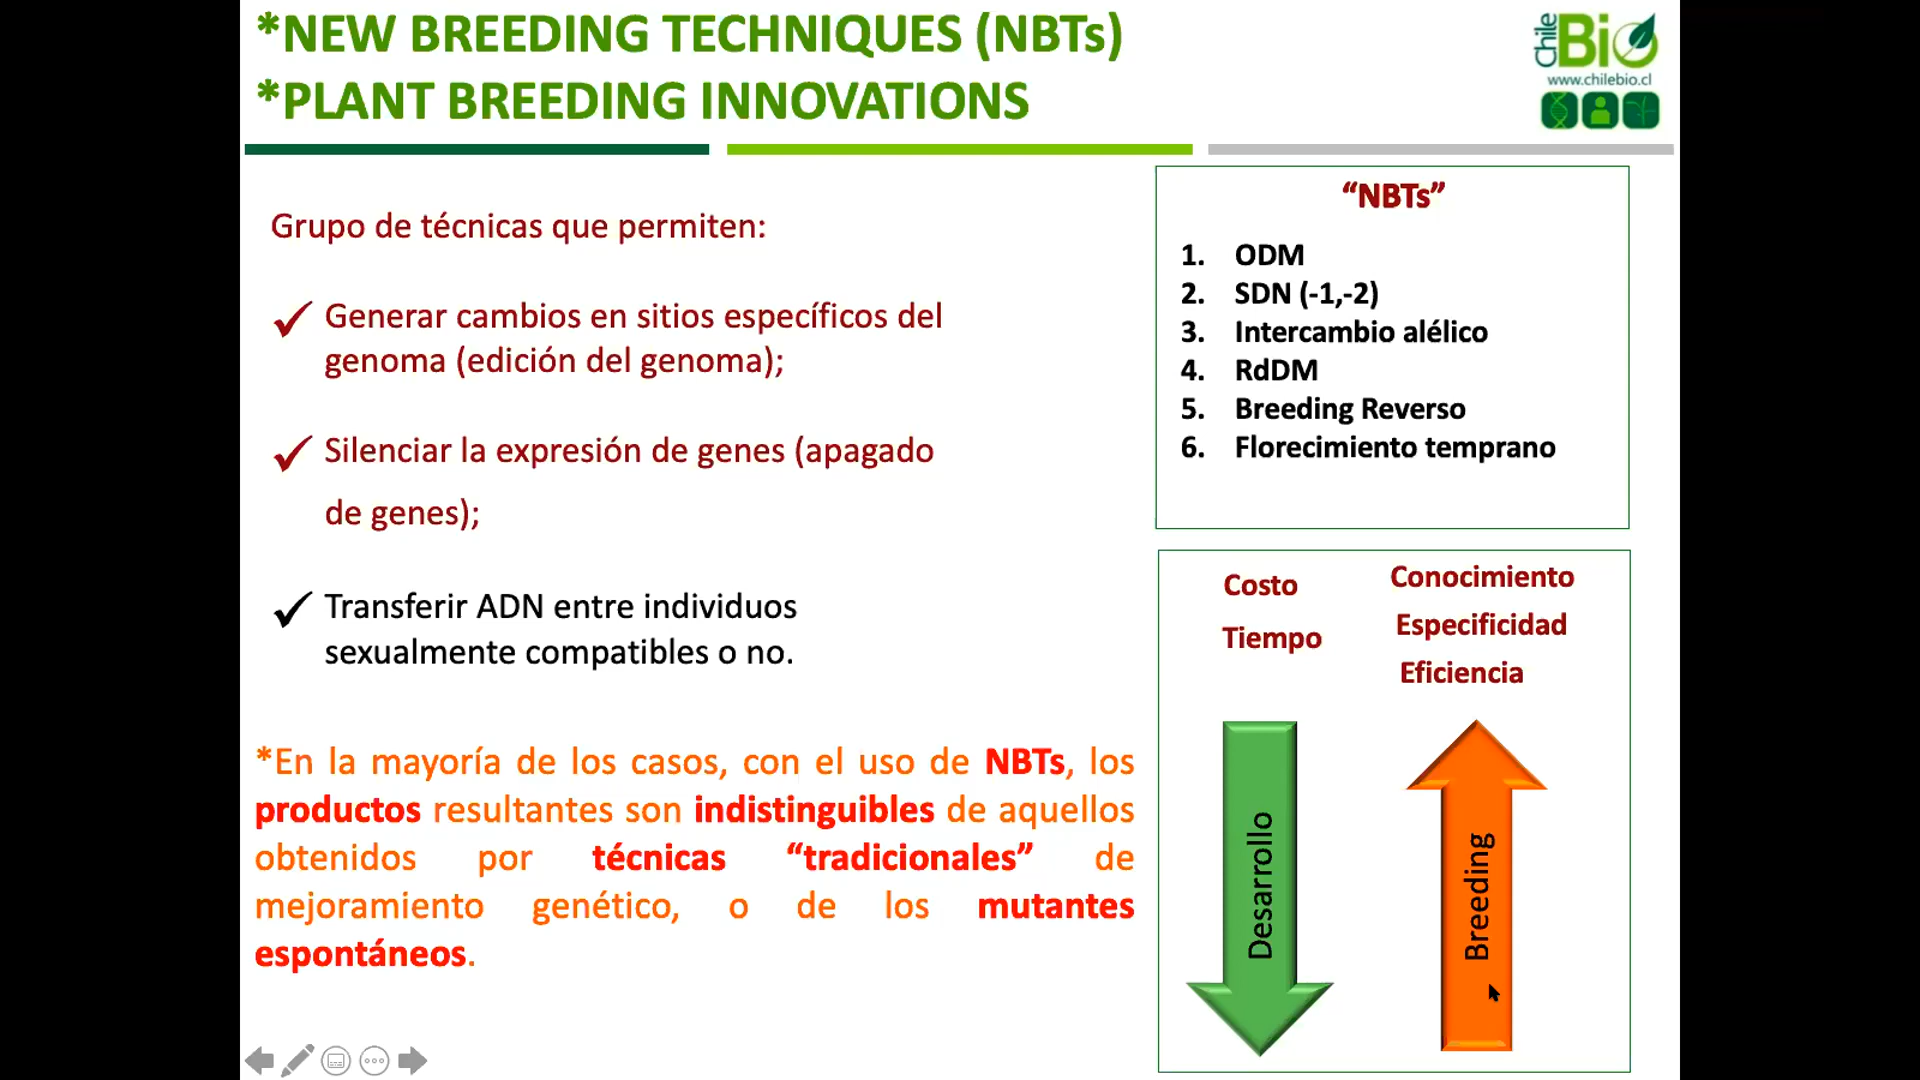 *NEW BREEDING TECHNIQUES (NBTs)
*PLANT BREEDING INNOVATIONS
Chile
Bio
www.chilebio.cl
Grupo de técnicas que permiten:
Generar cambios en sitios específicos del
genoma (edición del genoma);
Silenciar la expresión de genes (apagado
de genes);
Transferir ADN entre individuos
sexualmente compatibles o no.
*En la mayoría de los casos, con el uso de NBTs, los
productos resultantes son indistinguibles de aquellos
obtenidos por técnicas “tradicionales” de
mejoramiento genético, o de los mutantes
espontáneos.
“NBTs”
1. ODM
2. SDN (-1,-2)
3. Intercambio alélico
4. RdDM
5. Breeding Reverso
6. Florecimiento temprano
Costo
Tiempo
Conocimiento
Especificidad
Eficiencia
Desarrollo
Breeding